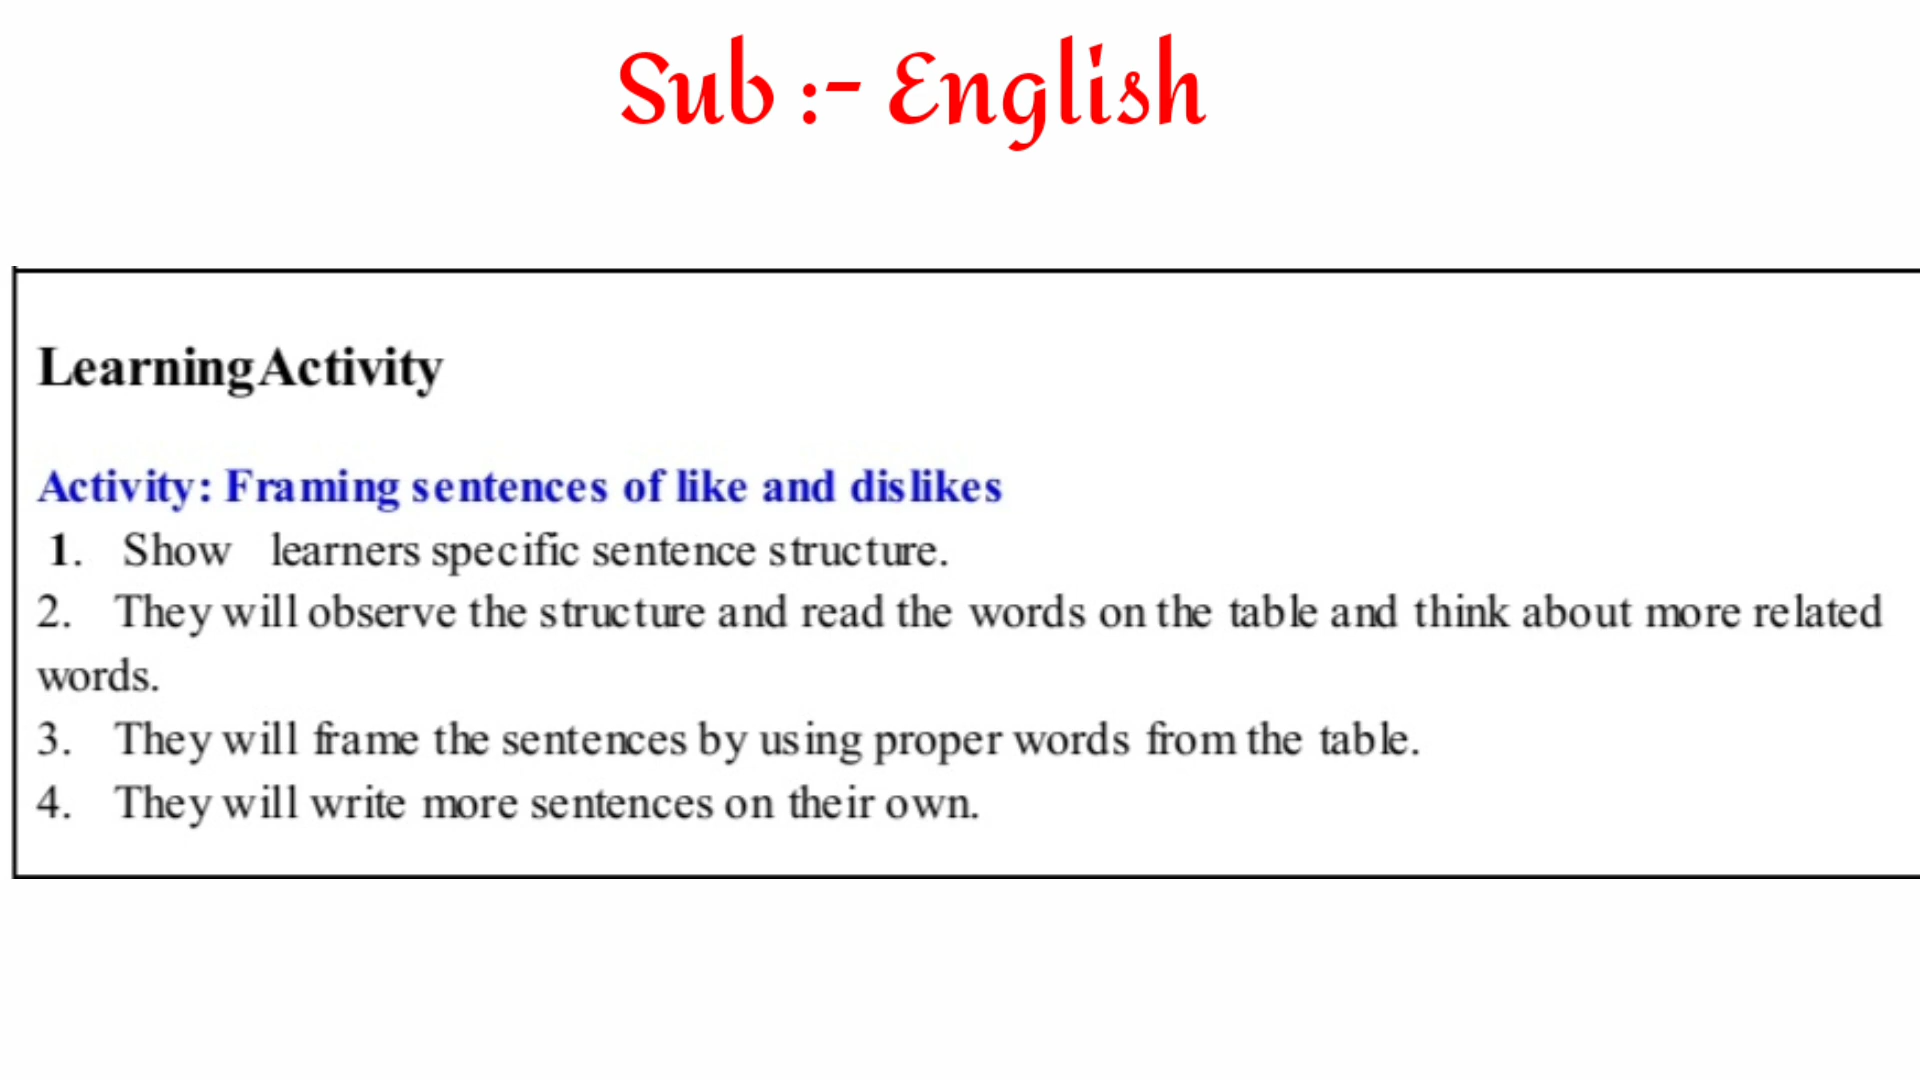 Sub :- English
Learning Activity
Activity: Framing sentences of like and dislikes
1. Show learners specific sentence structure.
2. They will observe the structure and read the words on the table and think about more related
words.
3. They will frame the sentences by using proper words from the table.
4. They will write more sentences on their own.